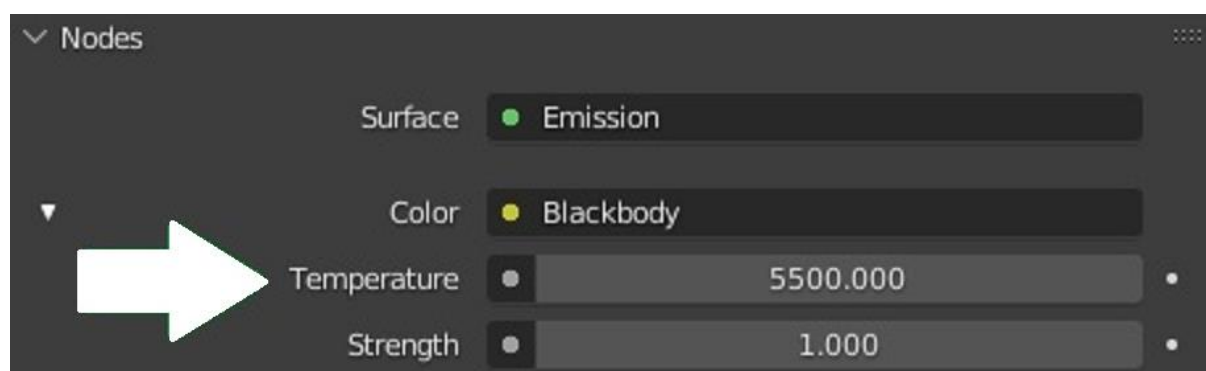 Nodes
Surface Emission
Color Blackbody
Temperature 5500.000
Strength 1.000